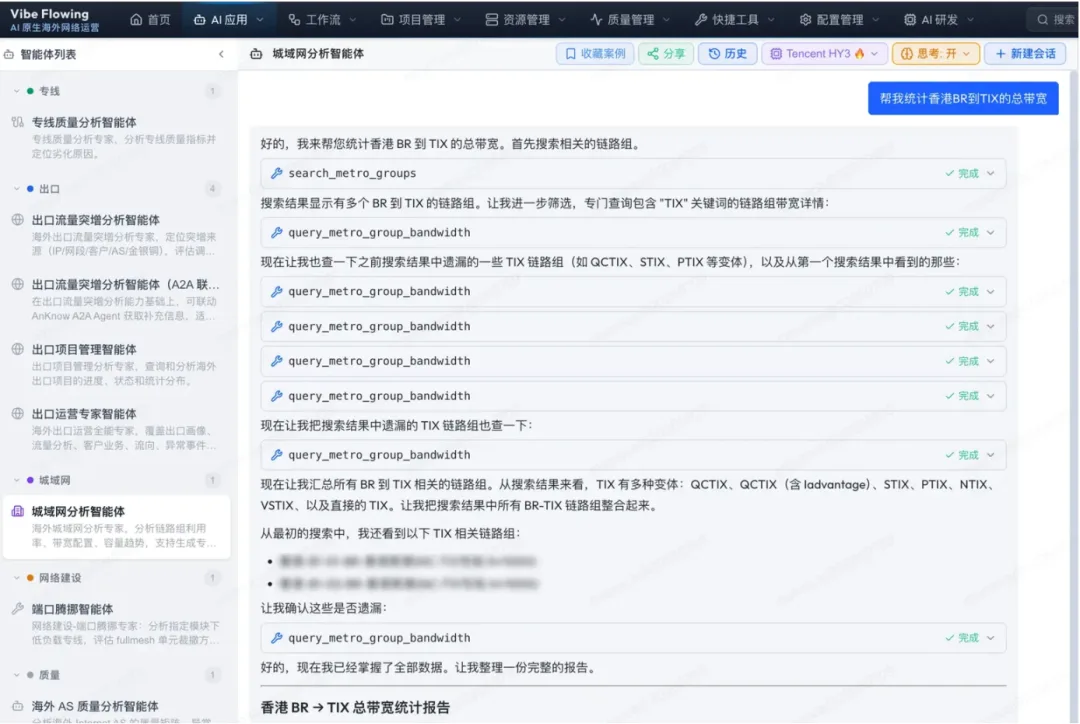 Vibe Flowing
AI 原生海外网络运营
首页
AI 应用
工作流
项目管理
资源管理
质量管理
快捷工具
配置管理
AI 研发
搜索
智能体列表
专线
1
专线质量分析智能体
专线质量分析专家，分析专线质量指标并
定位劣化原因。
出口
4
出口流量突增分析智能体
海外出口流量突增分析专家，定位突增来
源（IP/网段/客户/AS/金银铜），评估调...
出口流量突增分析智能体（A2A 联...
在出口流量突增分析能力基础上，可联动
AnKnow A2A Agent 获取补充信息，适...
出口项目管理智能体
出口项目管理分析专家，查询和分析海外
出口项目的进度、状态和统计分布。
出口运营专家智能体
海外出口运营全能专家，覆盖出口画像、
流量分析、客户业务、流向、异常事件...
城域网
1
城域网分析智能体
海外城域网分析专家，分析链路组利用
率、带宽配置、容量趋势，支持生成专...
网络建设
1
端口腾挪智能体
网络建设-端口腾挪专家：分析指定模块下
低负载专线，评估 fullmesh 单元裁撤方...
质量
1
海外 AS 质量分析智能体
城域网分析智能体
收藏案例
分享
历史
Tencent HY3
思考: 开
新建会话
帮我统计香港BR到TIX的总带宽
好的，我来帮您统计香港 BR 到 TIX 的总带宽。首先搜索相关的链路组。
search_metro_groups
完成
搜索结果显示有多个 BR 到 TIX 的链路组。让我进一步筛选，专门查询包含 "TIX" 关键词的链路组带宽详情：
query_metro_group_bandwidth
完成
现在让我也查一下之前搜索结果中遗漏的一些 TIX 链路组（如 QCTIX、STIX、PTIX 等变体），以及从第一个搜索结果中看到的那些：
query_metro_group_bandwidth
完成
query_metro_group_bandwidth
完成
query_metro_group_bandwidth
完成
query_metro_group_bandwidth
完成
现在让我把搜索结果中遗漏的 TIX 链路组也查一下：
query_metro_group_bandwidth
完成
现在让我汇总所有 BR 到 TIX 相关的链路组。从搜索结果来看，TIX 有多种变体：QCTIX、QCTIX（含 Iadvantage）、STIX、PTIX、NTIX、
VSTIX、以及直接的 TIX。让我把搜索结果中所有 BR-TIX 链路组整合起来。
从最初的搜索中，我还看到以下 TIX 相关链路组：
让我确认这些是否遗漏：
query_metro_group_bandwidth
完成
好的，现在我已经掌握了全部数据。让我整理一份完整的报告。
香港 BR → TIX 总带宽统计报告